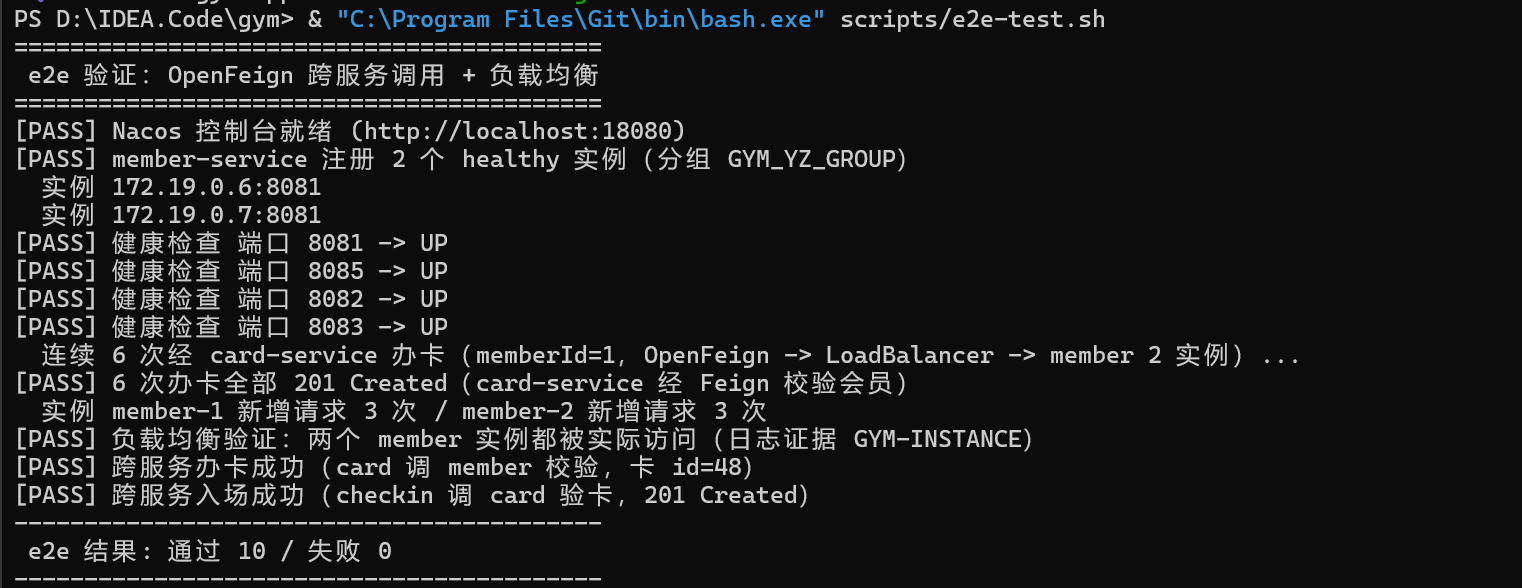 PS D:\IDEA.Code\gym> & "C:\Program Files\Git\bin\bash.exe" scripts/e2e-test.sh
==========================================
e2e 验证: OpenFeign 跨服务调用 + 负载均衡
==========================================
[PASS] Nacos 控制台就绪 (http://localhost:18080)
[PASS] member-service 注册 2 个 healthy 实例 (分组 GYM_YZ_GROUP)
实例 172.19.0.6:8081
实例 172.19.0.7:8081
[PASS] 健康检查 端口 8081 -> UP
[PASS] 健康检查 端口 8085 -> UP
[PASS] 健康检查 端口 8082 -> UP
[PASS] 健康检查 端口 8083 -> UP
连续 6 次经 card-service 办卡 (memberId=1, OpenFeign -> LoadBalancer -> member 2 实例) ...
[PASS] 6 次办卡全部 201 Created (card-service 经 Feign 校验会员)
实例 member-1 新增请求 3 次 / member-2 新增请求 3 次
[PASS] 负载均衡验证: 两个 member 实例都被实际访问 (日志证据 GYM-INSTANCE)
[PASS] 跨服务办卡成功 (card 调 member 校验, 卡 id=48)
[PASS] 跨服务入场成功 (checkin 调 card 验卡, 201 Created)
------------------------------------------
e2e 结果: 通过 10 / 失败 0
------------------------------------------